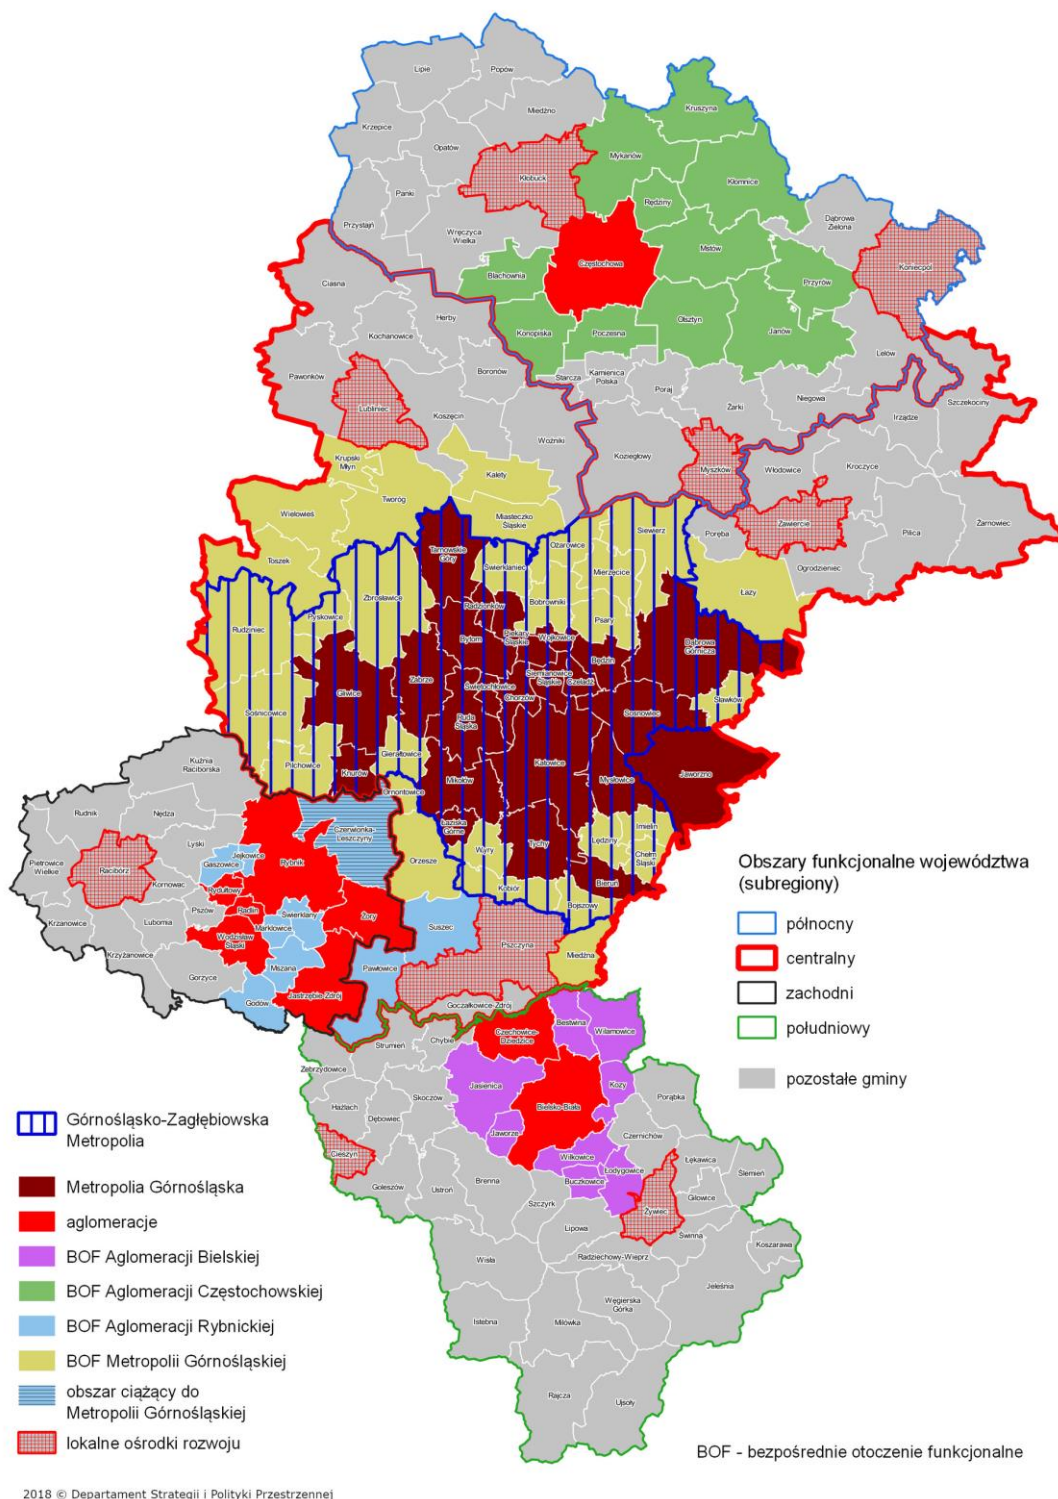 Lipie
Popów
Miedźno
Kruszyna
Krzepice
Opatów
Mykanów
Kłobuck
Kłomnice
Panki
Rędziny
Przystajń
Wręczyca
Wielka
Dąbrowa
Zielona
Mstów
Koniecpol
Częstochowa
Blachownia
Przyrów
Ciasna
Herby
Kochanowice
Konopiska
Poczesna
Olsztyn
Janów
Lelów
Boronów
Starcza
Kamienica
Polska
Poraj
Żarki
Niegowa
Pawonków
Lubliniec
Koszęcin
Irządze
Szczekociny
Woźniki
Koziegłowy
Myszków
Włodowice
Kroczyce
Krupski
Młyn
Kalety
Tworóg
Wielowieś
Miasteczko
Śląskie
Siewierz
Zawiercie
Żarnowiec
Pilica
Poręba
Ożarowice
Tarnowskie
Góry
Świerklaniec
Mierzęcice
Ogrodzieniec
Toszek
Zbrosławice
Bobrowniki
Łazy
Pyskowice
Radzionków
Psary
Rudziniec
Bytom
Piekary
Śląskie
Wojkowice
Dąbrowa
Górnicza
Będzin
Gliwice
Zabrze
Świętochłowice
Siemianowice
Śląskie
Czeladź
Chorzów
Sławków
Sośnicowice
Ruda
Śląska
Sosnowiec
Gierałtowice
Pilchowice
Knurów
Mikołów
Katowice
Mysłowice
Jaworzno
Ornontowice
Kuźnia
Raciborska
Rudnik
Nędza
Czerwionka-
Leszczyny
Łaziska
Górne
Imielin
Lędziny
Tychy
Wyry
Orzesze
Chełm
Śląski
Lyski
Jejkowice
Rybnik
Gaszowice
Pietrowice
Wielkie
Racibórz
Kornowac
Rydułtowy
Kobiór
Bieruń
Bojszowy
Pszów
Radlin
Świerklany
Żory
Krzanowice
Lubomia
Marklowice
Suszec
Wodzisław
Śląski
Pszczyna
Miedźna
Krzyżanowice
Mszana
Pawłowice
Gorzyce
Godów
Jastrzębie Zdrój
Goczałkowice-Zdrój
Obszary funkcjonalne województwa
(subregiony)
północny
centralny
zachodni
południowy
pozostałe gminy
Bestwina
Wilamowice
Czechowice-
Dziedzice
Chybie
Strumień
Zebrzydowice
Jasienica
Kozy
Porąbka
Skoczów
Hażlach
Dębowiec
Bielsko-Biała
Jaworze
Czernichów
Cieszyn
Wilkowice
Łękawica
Ślemień
Łodygowice
Goleszów
Ustroń
Brenna
Buczkowice
Gilowice
Szczyrk
Żywiec
Lipowa
Świnna
Koszarawa
Wisła
Radziechowy-Wieprz
Jeleśnia
Węgierska
Górka
Istebna
Milówka
Rajcza
Ujsoły
Górnośląsko-Zagłębiowska
Metropolia
Metropolia Górnośląska
aglomeracje
BOF Aglomeracji Bielskiej
BOF Aglomeracji Częstochowskiej
BOF Aglomeracji Rybnickiej
BOF Metropolii Górnośląskiej
obszar ciążący do
Metropolii Górnośląskiej
lokalne ośrodki rozwoju
BOF - bezpośrednie otoczenie funkcjonalne
2018 © Departament Strategii i Polityki Przestrzennej